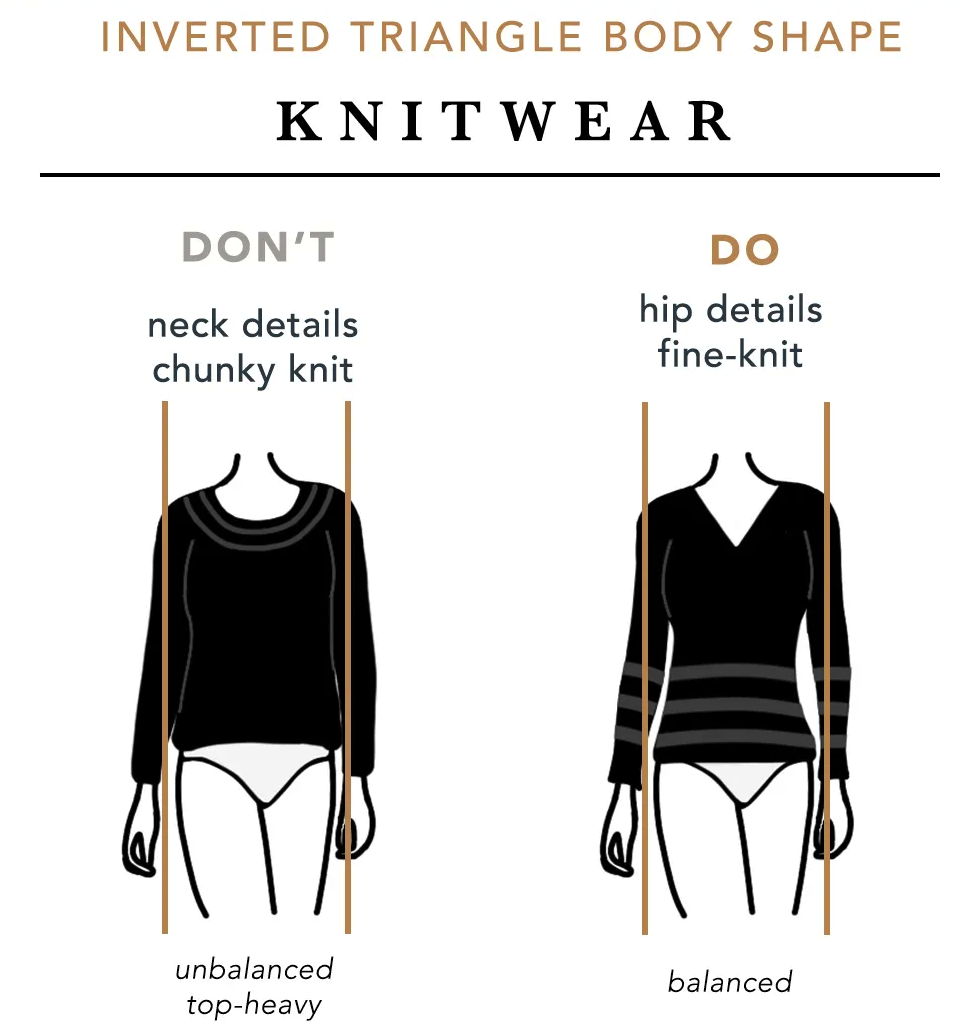 INVERTED TRIANGLE BODY SHAPE
KNITWEAR
DON'T
neck details
chunky knit
unbalanced
top-heavy
DO
hip details
fine-knit
balanced